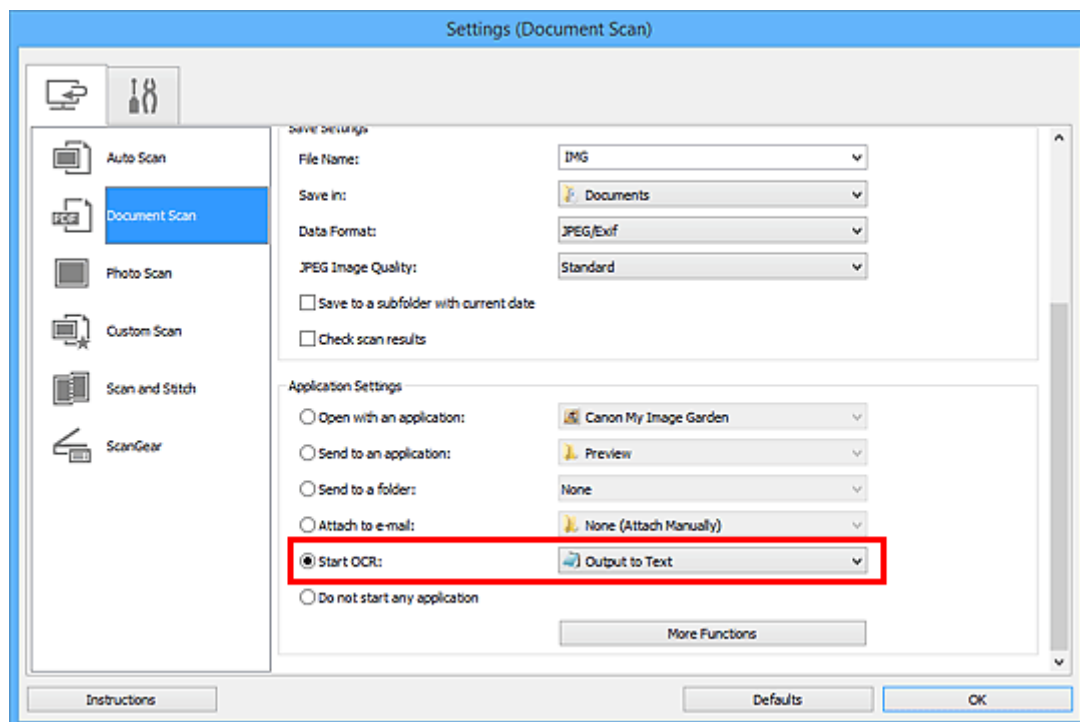 Settings (Document Scan)
Auto Scan
PDF
Document Scan
Photo Scan
Custom Scan
Scan and Stitch
ScanGear
Save Settings
File Name: IMG
Save in: Documents
Data Format: JPEG/Exif
JPEG Image Quality: Standard
Save to a subfolder with current date
Check scan results
Application Settings
Open with an application: Canon My Image Garden
Send to an application: Preview
Send to a folder: None
Attach to e-mail: None (Attach Manually)
Start OCR: Output to Text
Do not start any application
More Functions
Instructions Defaults OK